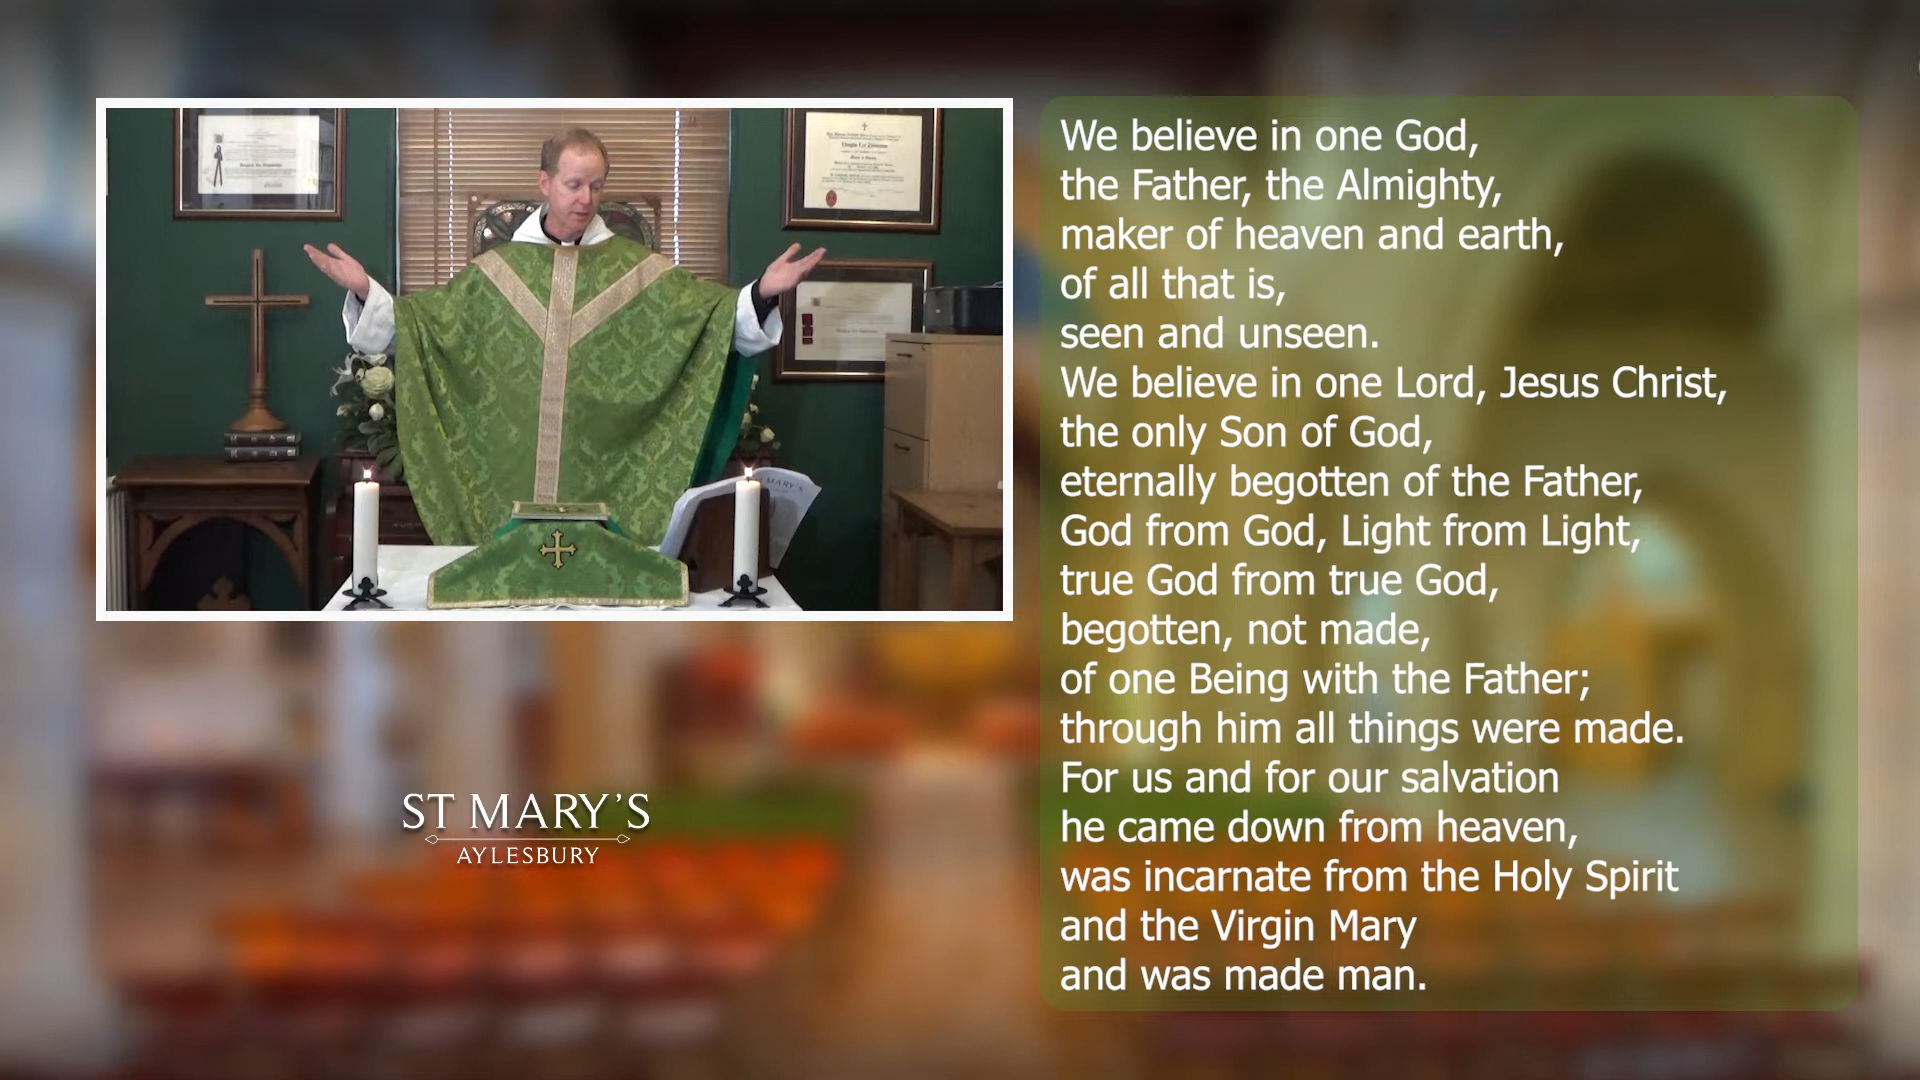 We believe in one God,
the Father, the Almighty,
maker of heaven and earth,
of all that is,
seen and unseen.
We believe in one Lord, Jesus Christ,
the only Son of God,
eternally begotten of the Father,
God from God, Light from Light,
true God from true God,
begotten, not made,
of one Being with the Father;
through him all things were made.
For us and for our salvation
he came down from heaven,
was incarnate from the Holy Spirit
and the Virgin Mary
and was made man.
MARY'S
ST MARY'S
AYLESBURY